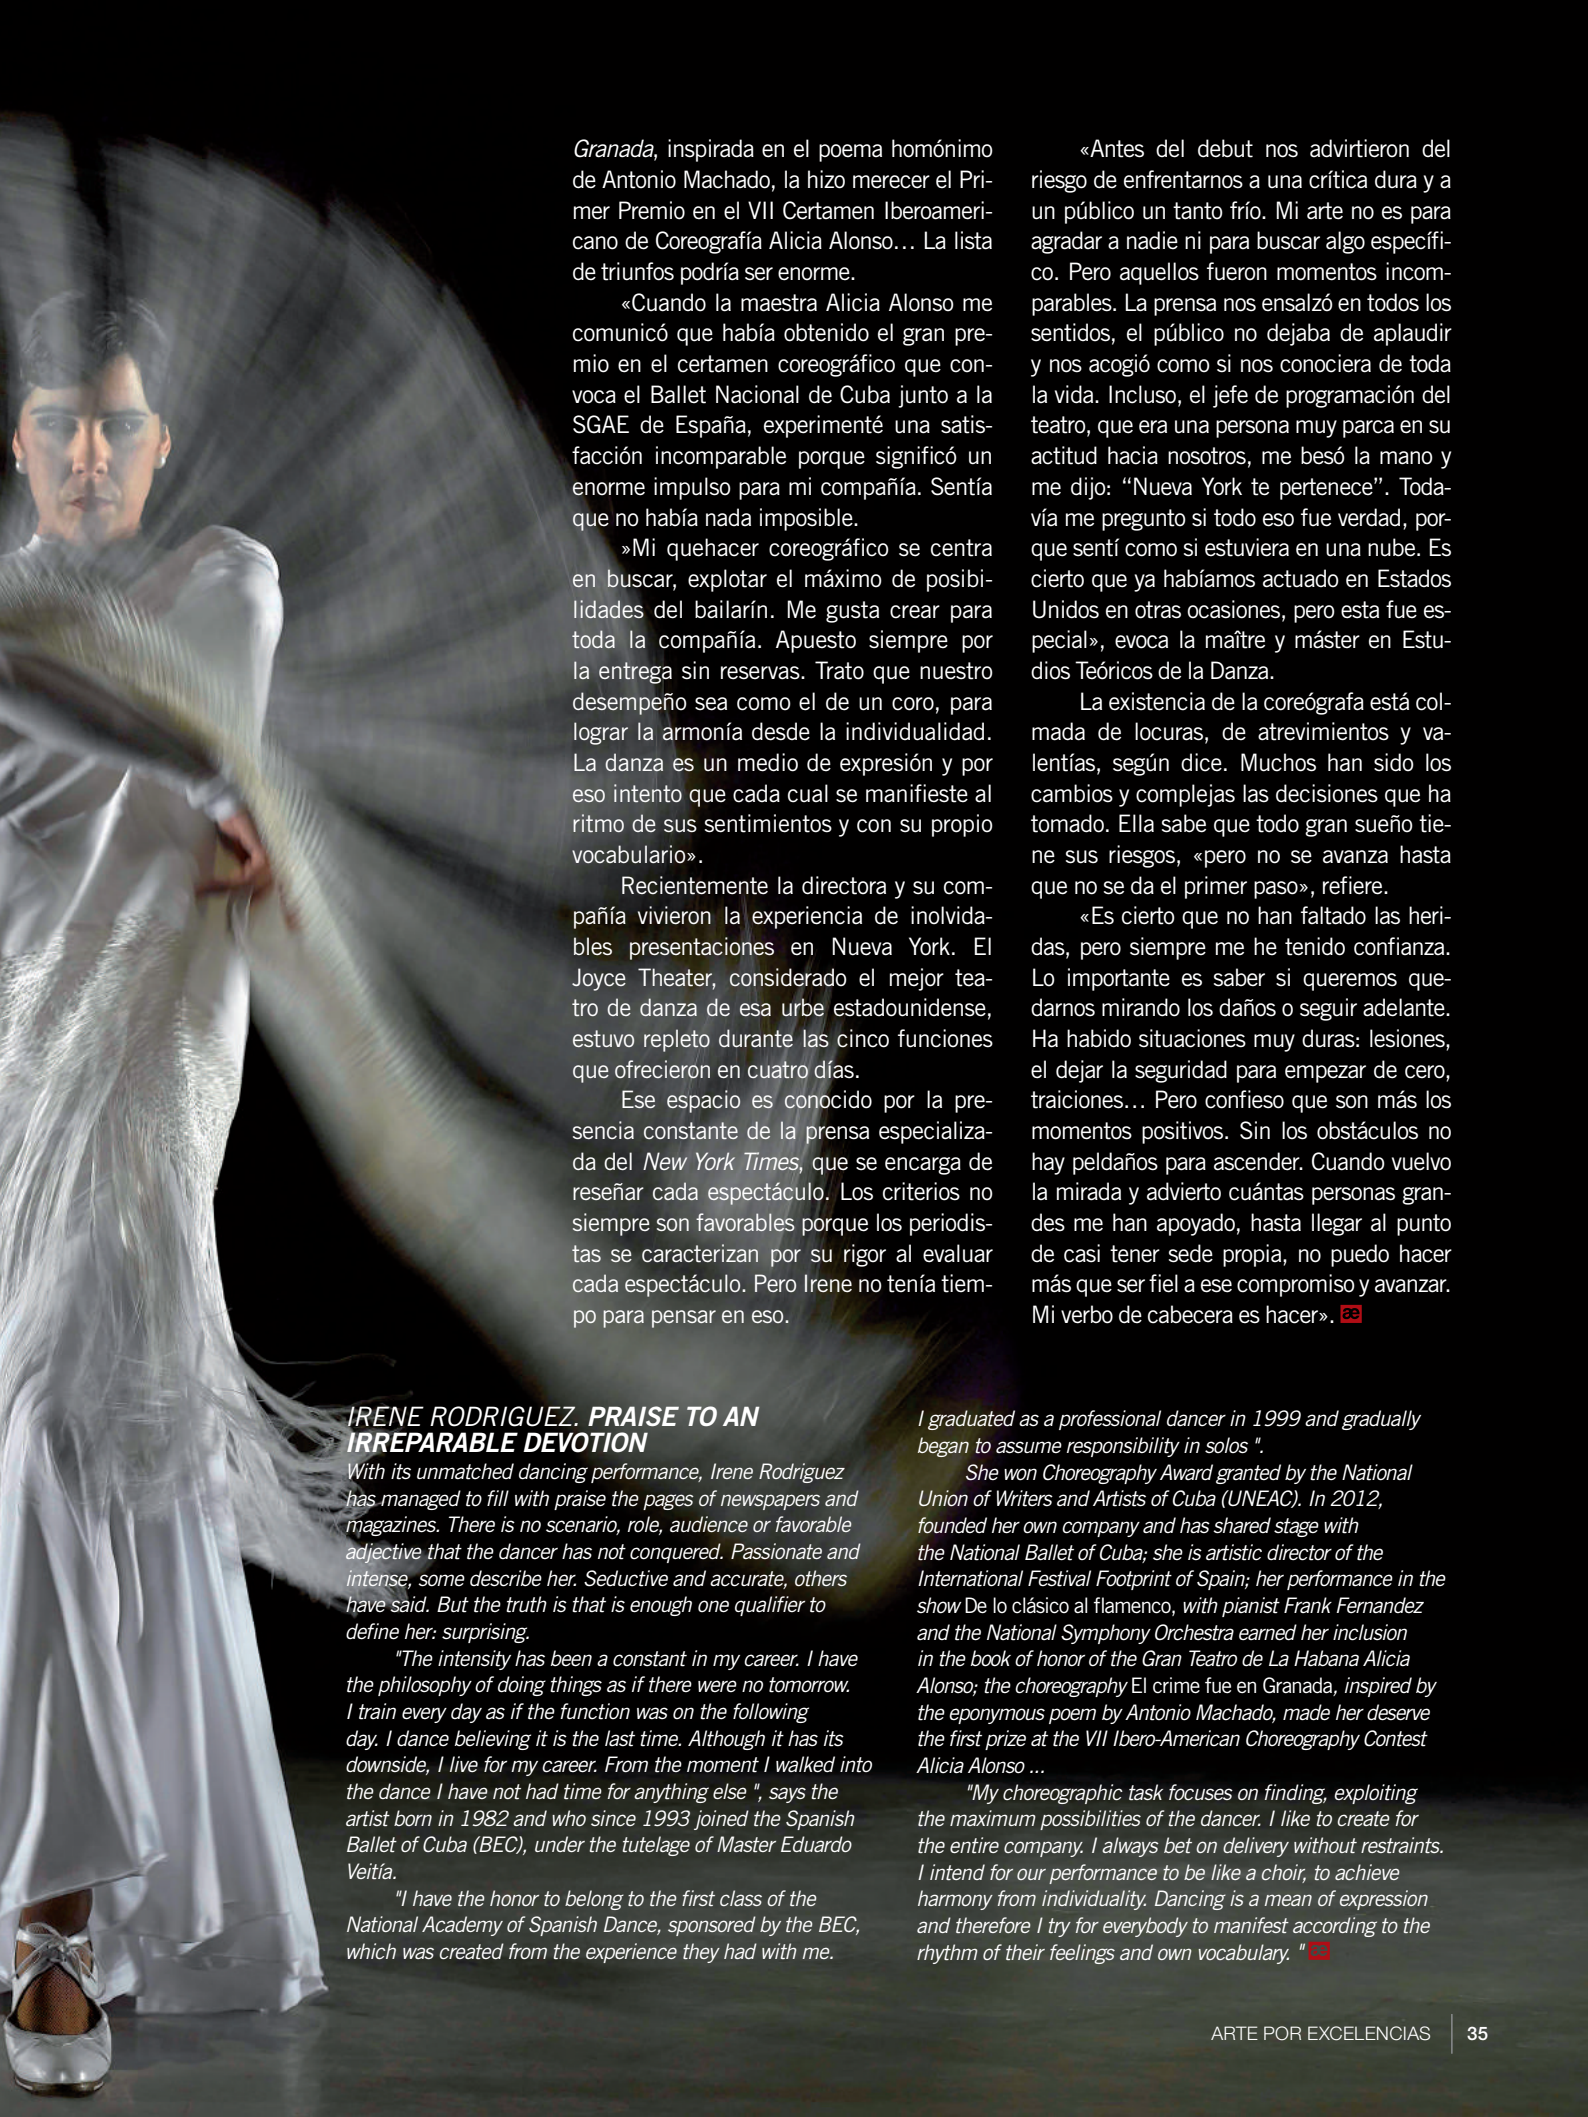 Granada, inspirada en el poema homónimo
de Antonio Machado, la hizo merecer el Pri-
mer Premio en el VII Certamen Iberoameri-
cano de Coreografía Alicia Alonso… La lista
de triunfos podría ser enorme.
«Cuando la maestra Alicia Alonso me
comunicó que había obtenido el gran pre-
mio en el certamen coreográfico que con-
voca el Ballet Nacional de Cuba junto a la
SGAE de España, experimenté una satis-
facción incomparable porque significó un
enorme impulso para mi compañía. Sentía
que no había nada imposible.
»Mi quehacer coreográfico se centra
en buscar, explotar el máximo de posibi-
lidades del bailarín. Me gusta crear para
toda la compañía. Apuesto siempre por
la entrega sin reservas. Trato que nuestro
desempeño sea como el de un coro, para
lograr la armonía desde la individualidad.
La danza es un medio de expresión y por
eso intento que cada cual se manifieste al
ritmo de sus sentimientos y con su propio
vocabulario».
Recientemente la directora y su com-
pañía vivieron la experiencia de inolvida-
bles presentaciones en Nueva York. El
Joyce Theater, considerado el mejor tea-
tro de danza de esa urbe estadounidense,
estuvo repleto durante las cinco funciones
que ofrecieron en cuatro días.
Ese espacio es conocido por la pre-
sencia constante de la prensa especializa-
da del New York Times, que se encarga de
reseñar cada espectáculo. Los criterios no
siempre son favorables porque los periodis-
tas se caracterizan por su rigor al evaluar
cada espectáculo. Pero Irene no tenía tiem-
po para pensar en eso.
«Antes del debut nos advirtieron del
riesgo de enfrentarnos a una crítica dura y a
un público un tanto frío. Mi arte no es para
agradar a nadie ni para buscar algo específi-
co. Pero aquellos fueron momentos incom-
parables. La prensa nos ensalzó en todos los
sentidos, el público no dejaba de aplaudir
y nos acogió como si nos conociera de toda
la vida. Incluso, el jefe de programación del
teatro, que era una persona muy parca en su
actitud hacia nosotros, me besó la mano y
me dijo: “Nueva York te pertenece”. Toda-
vía me pregunto si todo eso fue verdad, por-
que sentí como si estuviera en una nube. Es
cierto que ya habíamos actuado en Estados
Unidos en otras ocasiones, pero esta fue es-
pecial», evoca la maître y máster en Estu-
dios Teóricos de la Danza.
La existencia de la coreógrafa está col-
mada de locuras, de atrevimientos y va-
lentías, según dice. Muchos han sido los
cambios y complejas las decisiones que ha
tomado. Ella sabe que todo gran sueño tie-
ne sus riesgos, «pero no se avanza hasta
que no se da el primer paso», refiere.
«Es cierto que no han faltado las heri-
das, pero siempre me he tenido confianza.
Lo importante es saber si queremos que-
darnos mirando los daños o seguir adelante.
Ha habido situaciones muy duras: lesiones,
el dejar la seguridad para empezar de cero,
traiciones… Pero confieso que son más los
momentos positivos. Sin los obstáculos no
hay peldaños para ascender. Cuando vuelvo
la mirada y advierto cuántas personas gran-
des me han apoyado, hasta llegar al punto
de casi tener sede propia, no puedo hacer
más que ser fiel a ese compromiso y avanzar.
Mi verbo de cabecera es hacer». æ
IRENE RODRIGUEZ. PRAISE TO AN
IRREPARABLE DEVOTION
With its unmatched dancing performance, Irene Rodriguez
has managed to fill with praise the pages of newspapers and
magazines. There is no scenario, role, audience or favorable
adjective that the dancer has not conquered. Passionate and
intense, some describe her. Seductive and accurate, others
have said. But the truth is that is enough one qualifier to
define her: surprising.
"The intensity has been a constant in my career. I have
the philosophy of doing things as if there were no tomorrow.
I train every day as if the function was on the following
day. I dance believing it is the last time. Although it has its
downside, I live for my career. From the moment I walked into
the dance I have not had time for anything else ", says the
artist born in 1982 and who since 1993 joined the Spanish
Ballet of Cuba (BEC), under the tutelage of Master Eduardo
Veitía.
"I have the honor to belong to the first class of the
National Academy of Spanish Dance, sponsored by the BEC,
which was created from the experience they had with me.
I graduated as a professional dancer in 1999 and gradually
began to assume responsibility in solos ".
She won Choreography Award granted by the National
Union of Writers and Artists of Cuba (UNEAC). In 2012,
founded her own company and has shared stage with
the National Ballet of Cuba; she is artistic director of the
International Festival Footprint of Spain; her performance in the
show De lo clásico al flamenco, with pianist Frank Fernandez
and the National Symphony Orchestra earned her inclusion
in the book of honor of the Gran Teatro de La Habana Alicia
Alonso; the choreography El crime fue en Granada, inspired by
the eponymous poem by Antonio Machado, made her deserve
the first prize at the VII Ibero-American Choreography Contest
Alicia Alonso ...
"My choreographic task focuses on finding, exploiting
the maximum possibilities of the dancer. I like to create for
the entire company. I always bet on delivery without restraints.
I intend for our performance to be like a choir, to achieve
harmony from individuality. Dancing is a mean of expression
and therefore I try for everybody to manifest according to the
rhythm of their feelings and own vocabulary. " æ
ARTE POR EXCELENCIAS 35